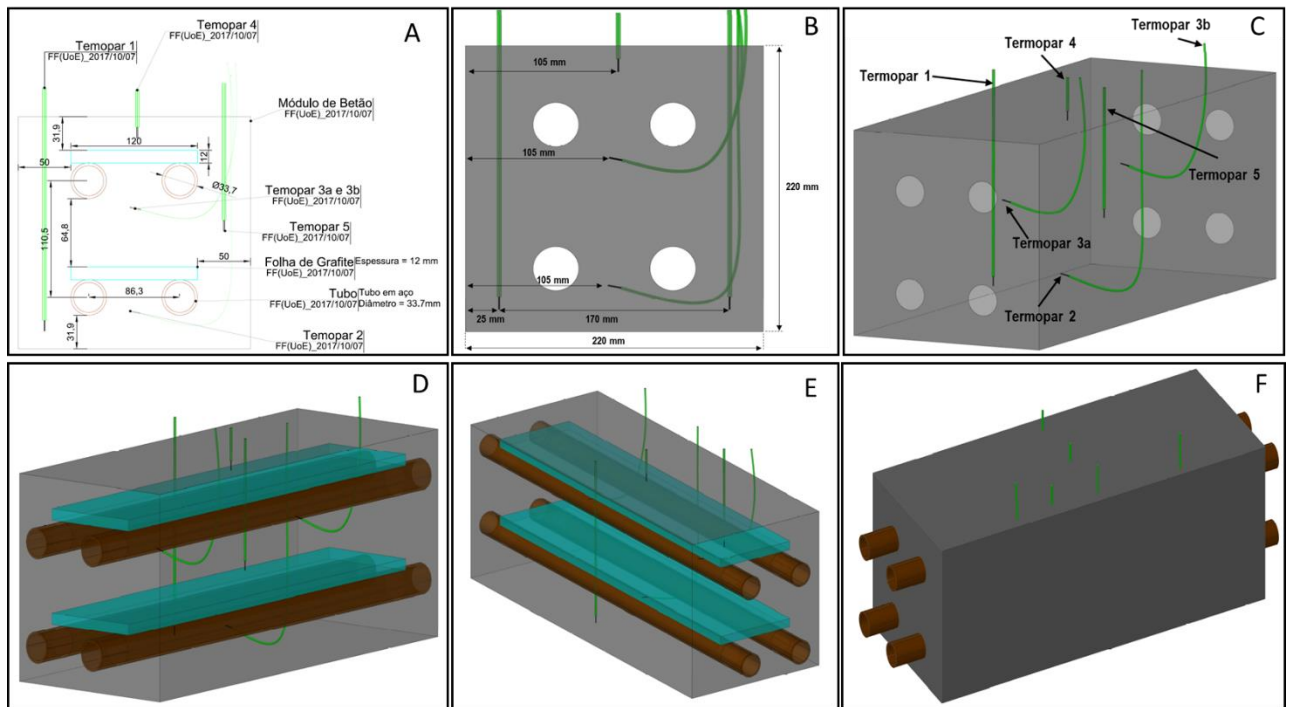 A
Temopar 4
FF(UoE)_2017/10/07
Temopar 1
FF(UoE)_2017/10/07
Módulo de Betão
FF(UoE)_2017/10/07
31,9
120
12
50
Ø33,7
Temopar 3a e 3b
FF(UoE)_2017/10/07
110,5
64,8
Temopar 5
FF(UoE)_2017/10/07
50
Folha de Grafite
Espessura = 12 mm
FF(UoE)_2017/10/07
86,3
Tubo
Tubo em aço
FF(UoE)_2017/10/07
Diâmetro = 33.7mm
31,9
Temopar 2
FF(UoE)_2017/10/07
B
105 mm
105 mm
220 mm
105 mm
25 mm
170 mm
220 mm
C
Termopar 3b
Termopar 4
Termopar 1
Termopar 5
Termopar 3a
Termopar 2
D
E
F